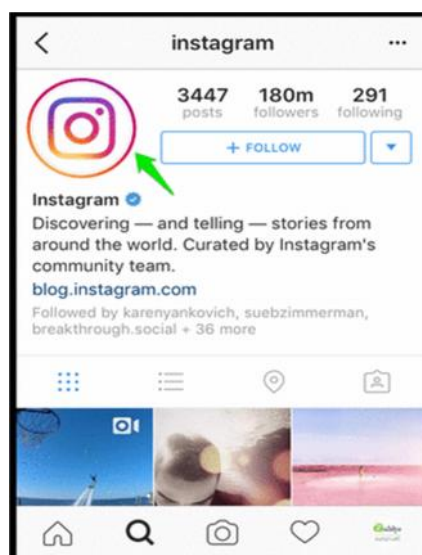 instagram
3447 180m 291
posts followers following
+ FOLLOW
Instagram
Discovering — and telling — stories from
around the world. Curated by Instagram's
community team.
blog.instagram.com
Followed by karenyankovich, suebzimmerman,
breakthrough.social + 36 more